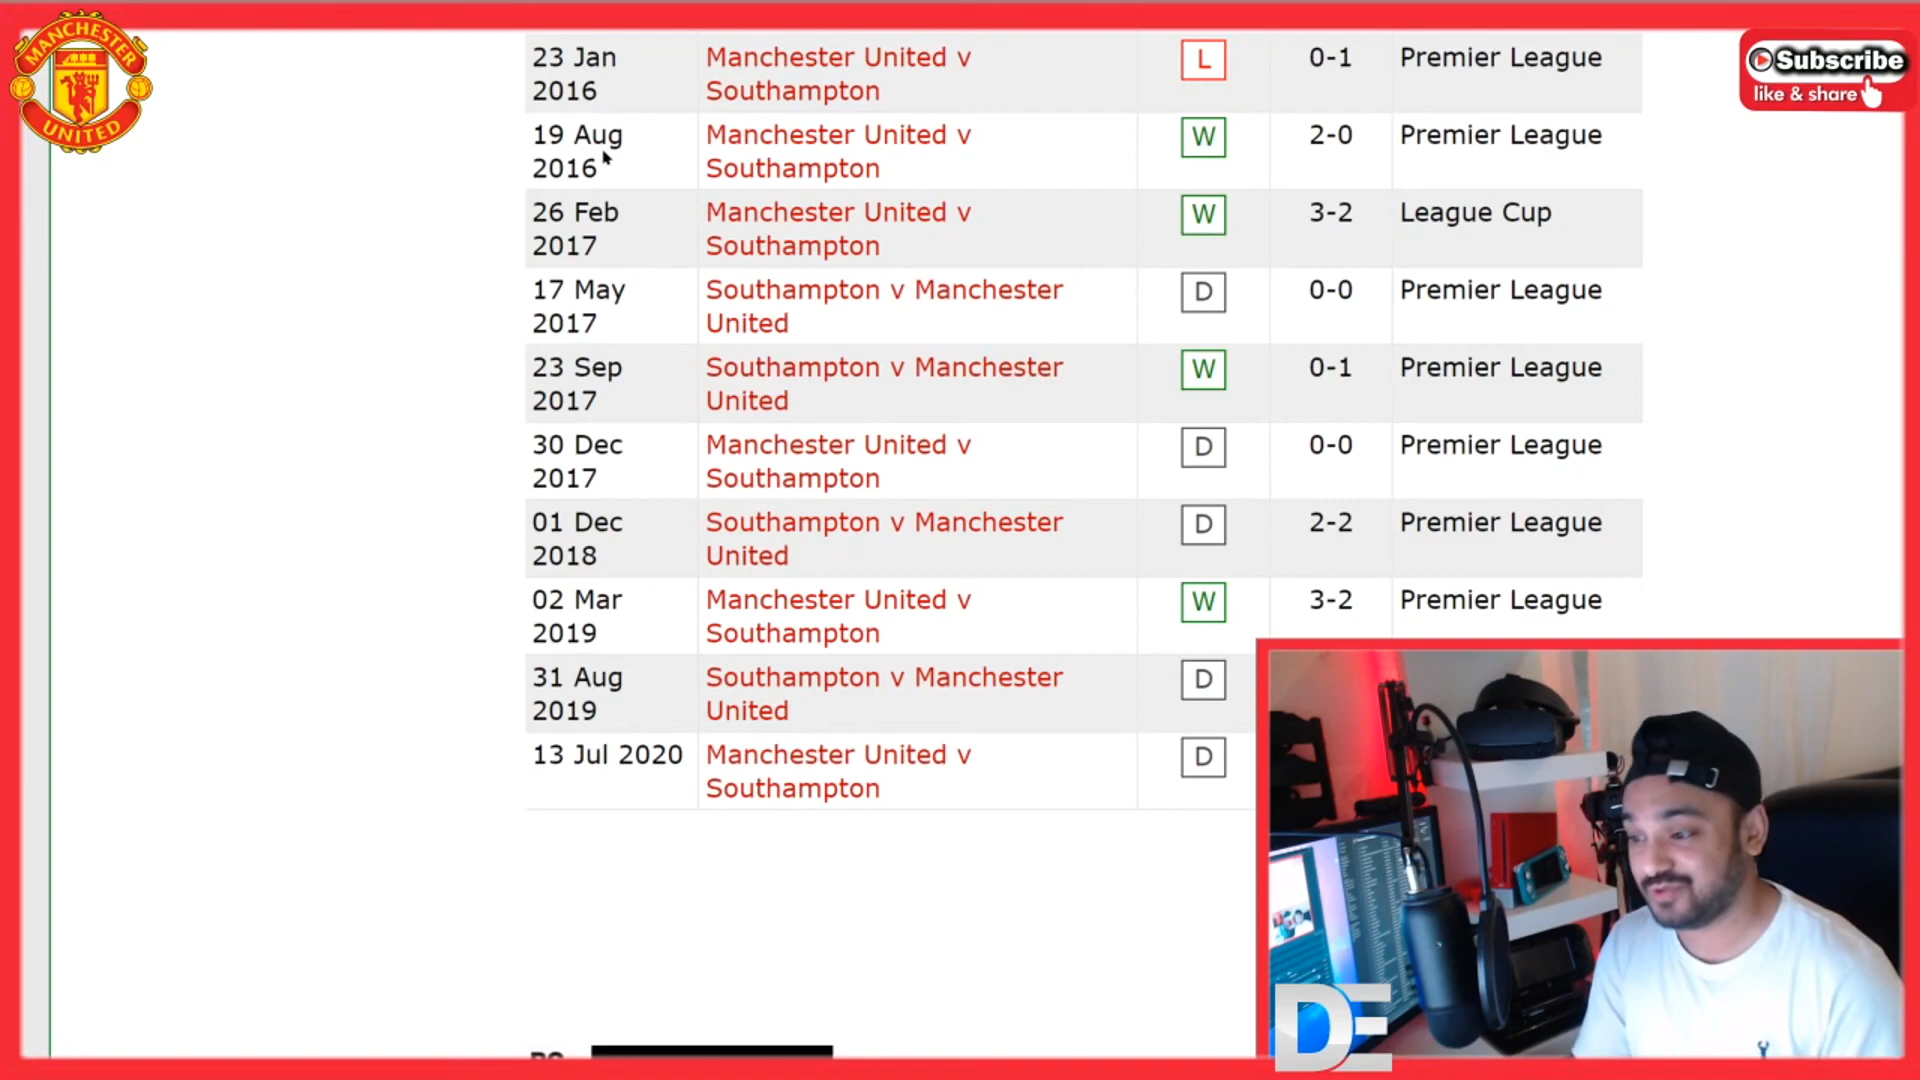 MANCHESTER
UNITED
Subscribe
like & share
23 Jan 2016 Manchester United v Southampton L 0-1 Premier League
19 Aug 2016 Manchester United v Southampton W 2-0 Premier League
26 Feb 2017 Manchester United v Southampton W 3-2 League Cup
17 May 2017 Southampton v Manchester United D 0-0 Premier League
23 Sep 2017 Southampton v Manchester United W 0-1 Premier League
30 Dec 2017 Manchester United v Southampton D 0-0 Premier League
01 Dec 2018 Southampton v Manchester United D 2-2 Premier League
02 Mar 2019 Manchester United v Southampton W 3-2 Premier League
31 Aug 2019 Southampton v Manchester United D
13 Jul 2020 Manchester United v Southampton D
DE